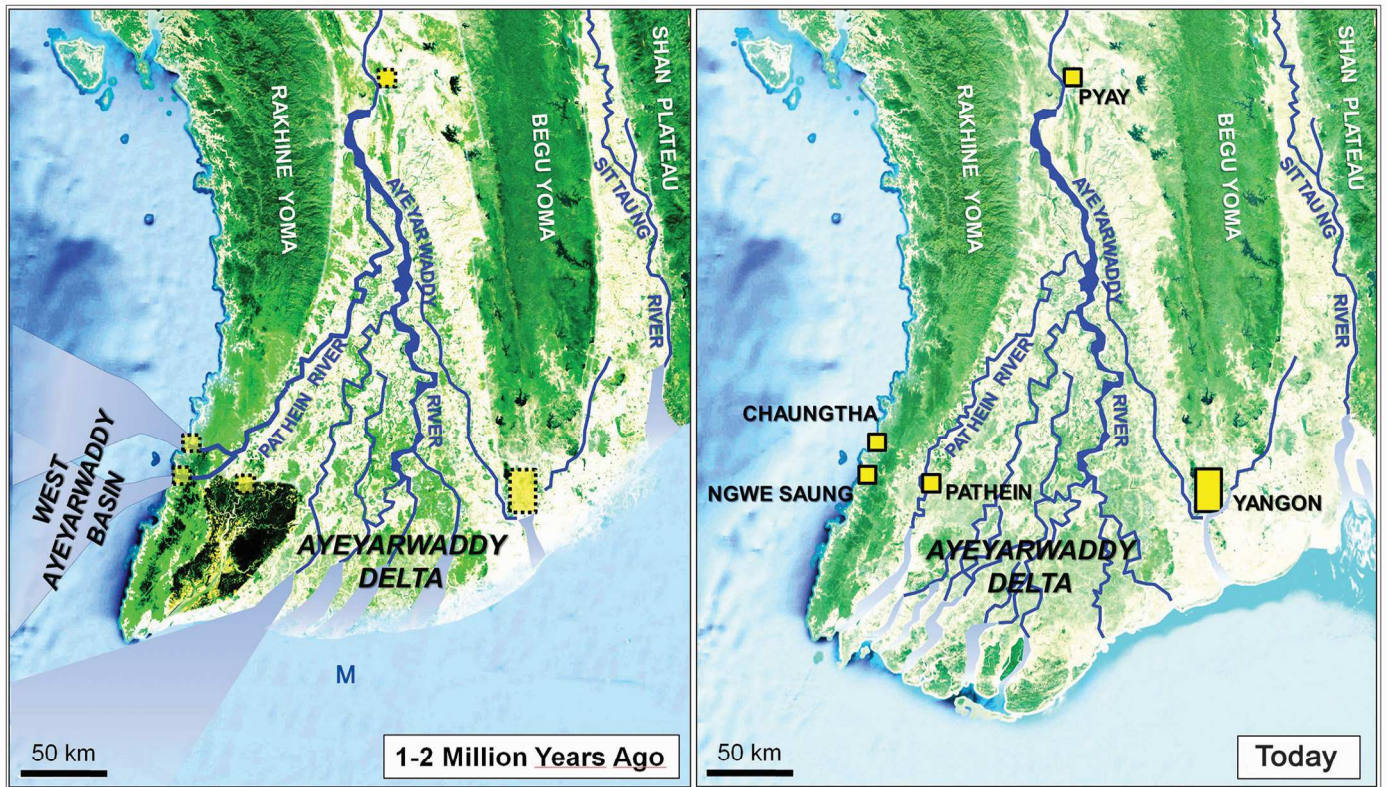 RAKHINE YOMA
AYEYARWADDY
RIVER
BEGU YOMA
SITTAUNG
RIVER
SHAN PLATEAU
PATHEIN RIVER
WEST
AYEYARWADDY
BASIN
AYEYARWADDY
DELTA
M
50 km
1-2 Million Years Ago
PYAY
RAKHINE YOMA
AYEYARWADDY
RIVER
BEGU YOMA
SITTAUNG
RIVER
SHAN PLATEAU
PATHEIN RIVER
CHAUNGTHA
NGWE SAUNG
PATHEIN
YANGON
AYEYARWADDY
DELTA
50 km
Today